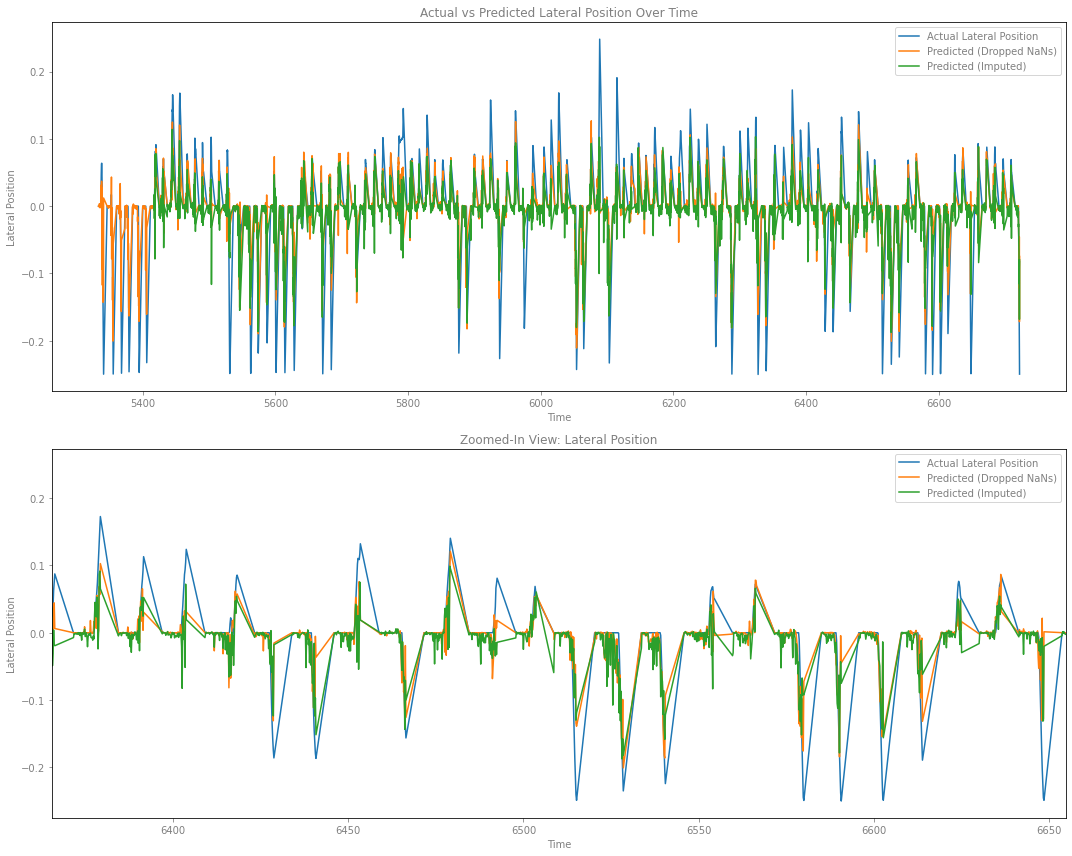 Actual vs Predicted Lateral Position Over Time
Actual Lateral Position
Predicted (Dropped NaNs)
Predicted (Imputed)
0.2
0.1
0.0
−0.1
−0.2
Lateral Position
5400
5600
5800
6000
6200
6400
6600
Time
Zoomed-In View: Lateral Position
Actual Lateral Position
Predicted (Dropped NaNs)
Predicted (Imputed)
0.2
0.1
0.0
−0.1
−0.2
Lateral Position
6400
6450
6500
6550
6600
6650
Time